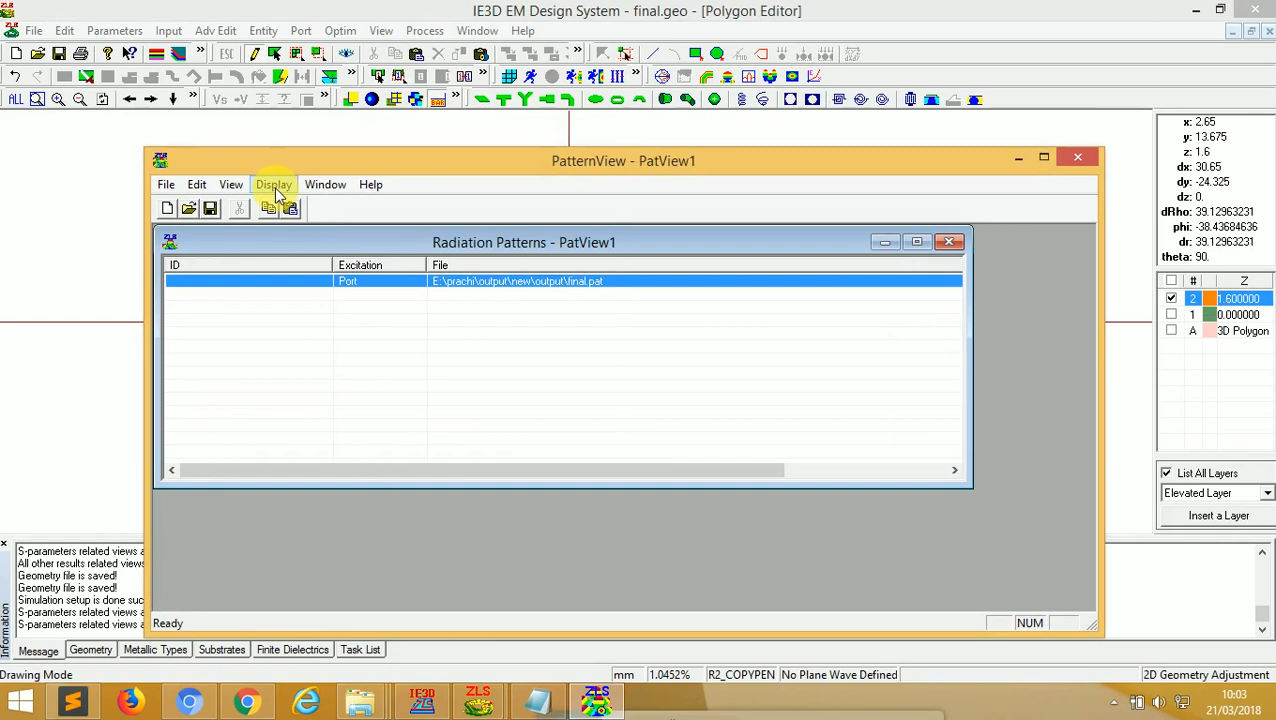 IE3D EM Design System - final.geo - [Polygon Editor]
File Edit Parameters Input Adv Edit Entity Port Optim View Process Window Help
ESC
ALL Vs +V BAR
x: 2.65
y: 13.675
z: 1.6
dx: 30.65
dy: -24.325
dz: 0.
dRho:
39.12963231
phi:
-38.43684636
dr:
39.12963231
theta: 90.
# Z
2 1.600000
1 0.000000
A 3D Polygon
List All Layers
Elevated Layer
Insert a Layer
PatternView - PatView1
File Edit View Display Window Help
Radiation Patterns - PatView1
ID Excitation File
Port E:\prachi\output\new\output\final.pat
Ready NUM
Information
S-parameters related views a
All other results related views
Geometry file is saved!
Geometry file is saved!
Simulation setup is done suc
S-parameters related views a
S-parameters related views a
Message Geometry Metallic Types Substrates Finite Dielectrics Task List
Drawing Mode mm 1.0452% R2_COPYPEN No Plane Wave Defined 2D Geometry Adjustment
IE3D ZLS ZLS
10:03
21/03/2018